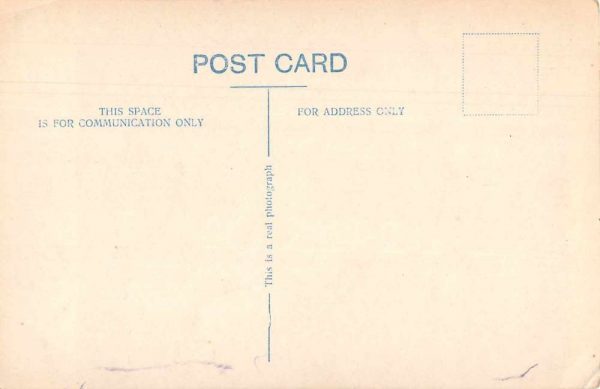 POST CARD
THIS SPACE
IS FOR COMMUNICATION ONLY
FOR ADDRESS ONLY
This is a real photograph